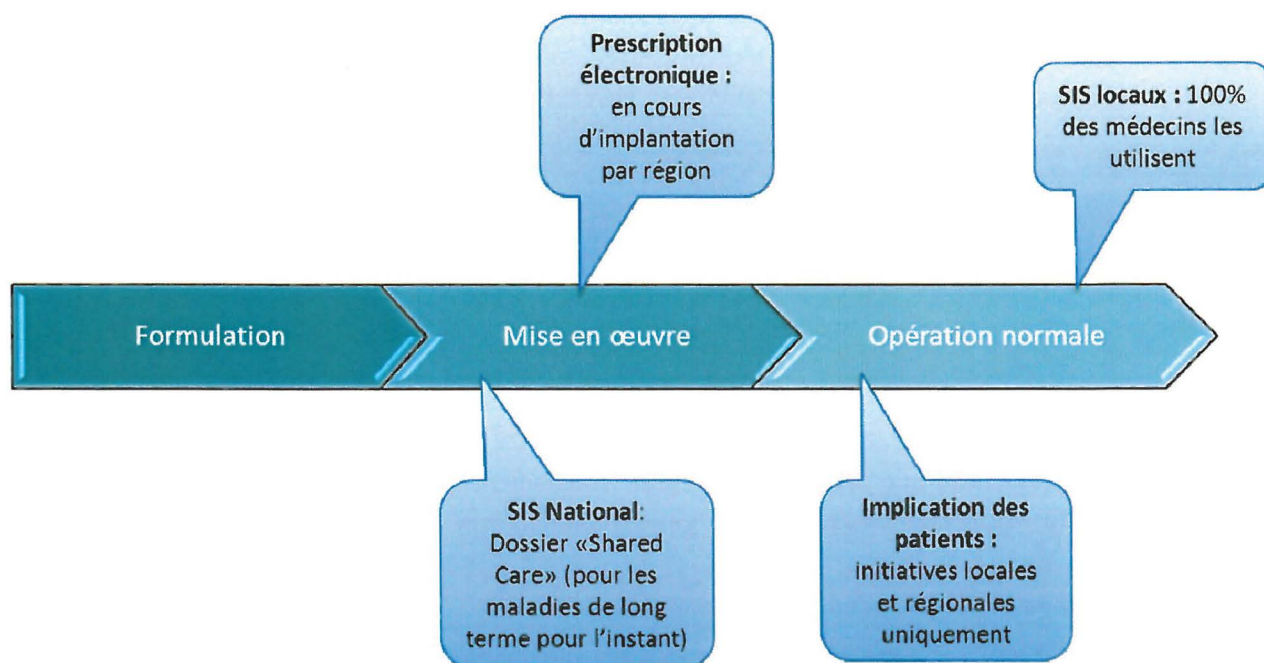 Prescription
électronique :
en cours
d’implantation
par région
SIS locaux : 100%
des médecins les
utilisent
Formulation
Mise en œuvre
Opération normale
SIS National:
Dossier «Shared
Care» (pour les
maladies de long
terme pour l’instant)
Implication des
patients :
initiatives locales
et régionales
uniquement